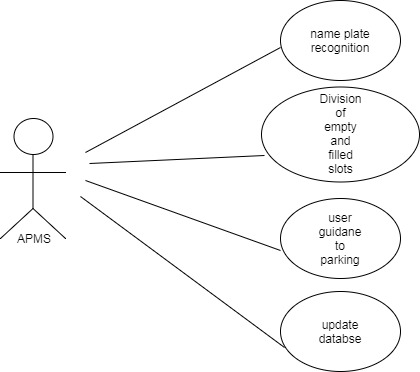 name plate
recognition
Division
of
empty
and
filled
slots
APMS
user
guidane
to
parking
update
databse